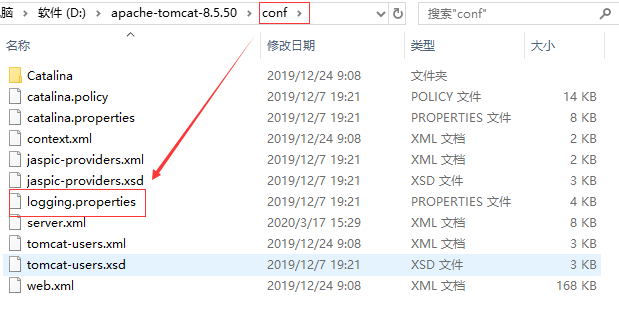 脑 › 软件 (D:) › apache-tomcat-8.5.50 › conf › 搜索"conf"
名称 修改日期 类型 大小
Catalina 2019/12/24 9:08 文件夹
catalina.policy 2019/12/7 19:21 POLICY 文件 14 KB
catalina.properties 2019/12/7 19:21 PROPERTIES 文件 8 KB
context.xml 2019/12/24 9:08 XML 文档 2 KB
jaspic-providers.xml 2019/12/7 19:21 XML 文档 2 KB
jaspic-providers.xsd 2019/12/7 19:21 XSD 文件 3 KB
logging.properties 2019/12/7 19:21 PROPERTIES 文件 4 KB
server.xml 2020/3/17 15:29 XML 文档 8 KB
tomcat-users.xml 2019/12/24 9:08 XML 文档 3 KB
tomcat-users.xsd 2019/12/7 19:21 XSD 文件 3 KB
web.xml 2019/12/24 9:08 XML 文档 168 KB